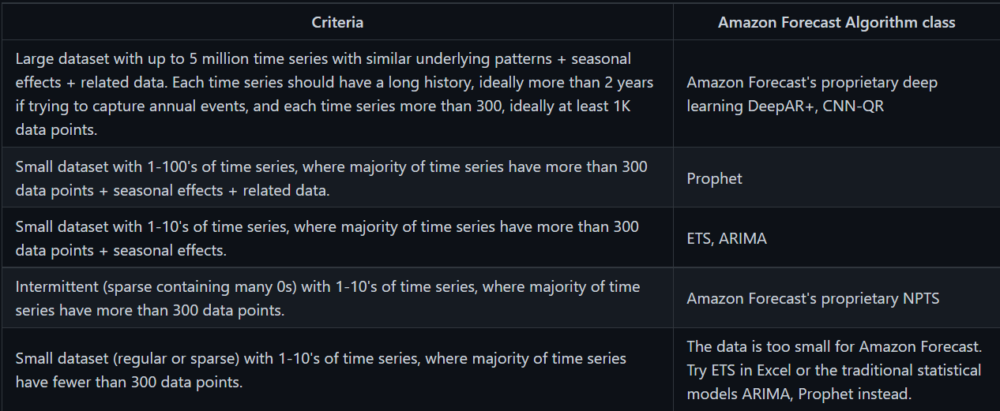 Criteria
Amazon Forecast Algorithm class
Large dataset with up to 5 million time series with similar underlying patterns + seasonal
effects + related data. Each time series should have a long history, ideally more than 2 years
if trying to capture annual events, and each time series more than 300, ideally at least 1K
data points.
Amazon Forecast's proprietary deep
learning DeepAR+, CNN-QR
Small dataset with 1-100's of time series, where majority of time series have more than 300
data points + seasonal effects + related data.
Prophet
Small dataset with 1-10's of time series, where majority of time series have more than 300
data points + seasonal effects.
ETS, ARIMA
Intermittent (sparse containing many 0s) with 1-10's of time series, where majority of time
series have more than 300 data points.
Amazon Forecast's proprietary NPTS
Small dataset (regular or sparse) with 1-10's of time series, where majority of time series
have fewer than 300 data points.
The data is too small for Amazon Forecast.
Try ETS in Excel or the traditional statistical
models ARIMA, Prophet instead.